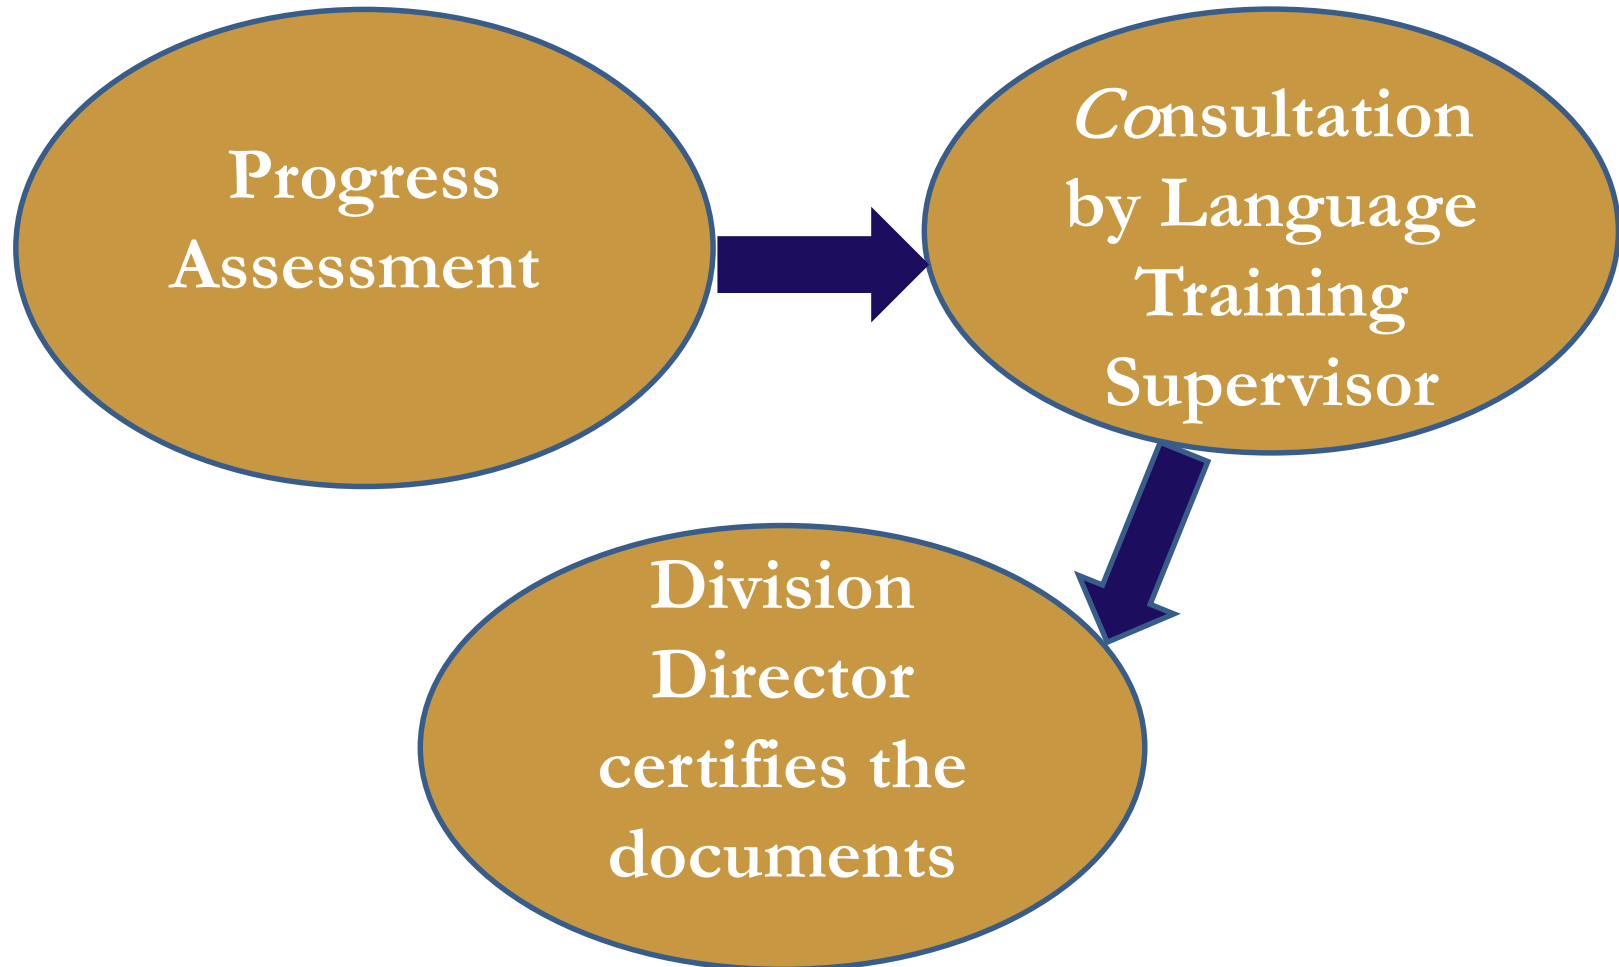 Progress
Assessment
Consultation
by Language
Training
Supervisor
Division
Director
certifies the
documents